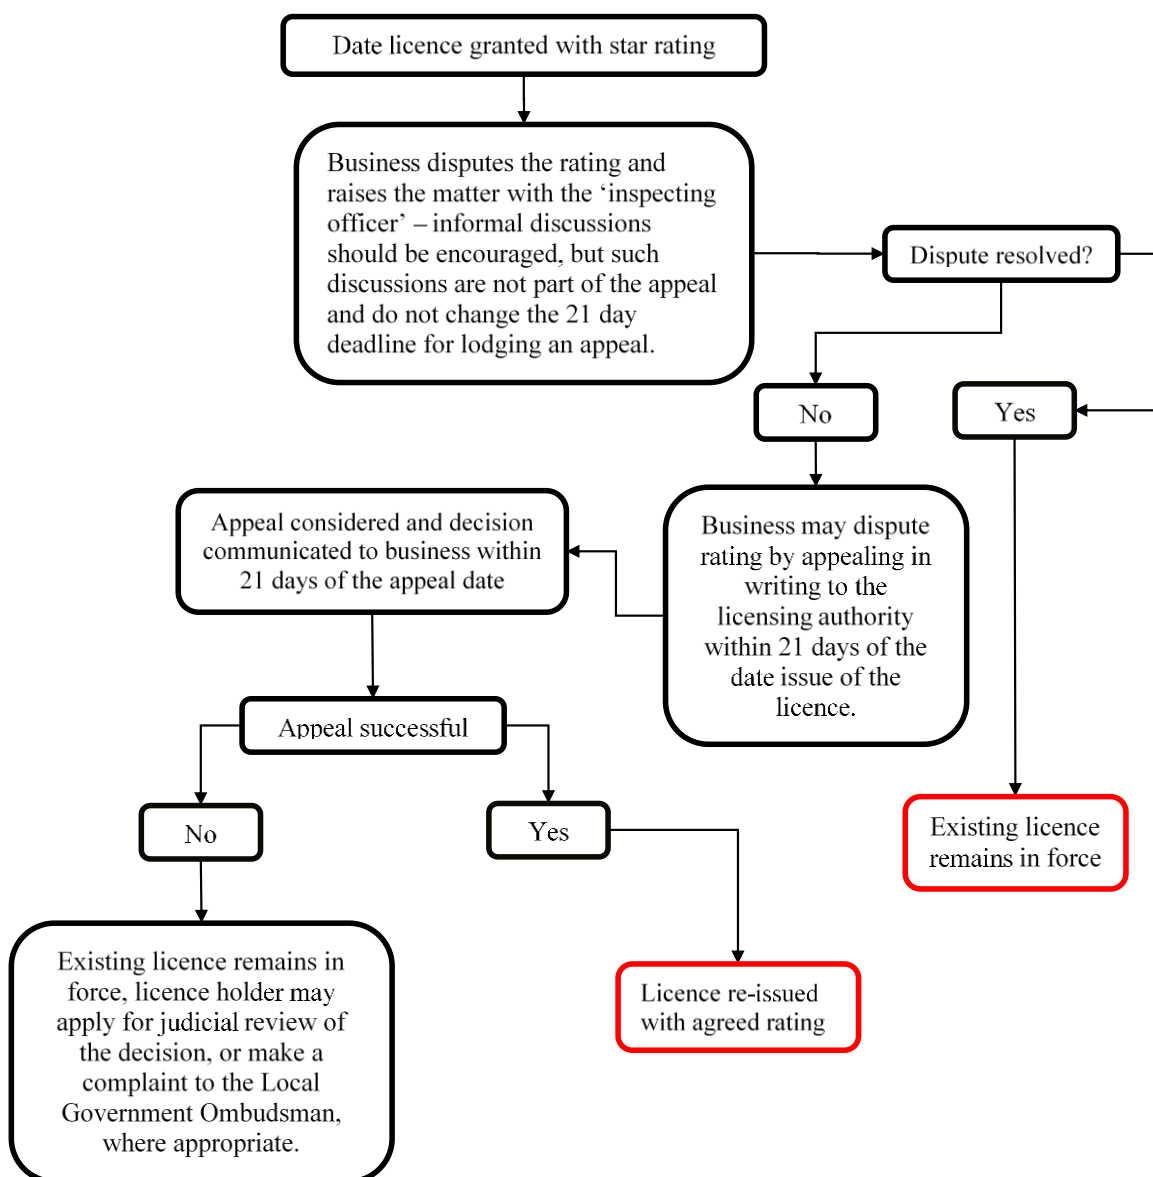 Date licence granted with star rating
Business disputes the rating and
raises the matter with the ‘inspecting
officer’ – informal discussions
should be encouraged, but such
discussions are not part of the appeal
and do not change the 21 day
deadline for lodging an appeal.
Dispute resolved?
No
Yes
Business may dispute
rating by appealing in
writing to the
licensing authority
within 21 days of the
date issue of the
licence.
Appeal considered and decision
communicated to business within
21 days of the appeal date
Appeal successful
No
Yes
Existing licence
remains in force
Existing licence remains in
force, licence holder may
apply for judicial review of
the decision, or make a
complaint to the Local
Government Ombudsman,
where appropriate.
Licence re-issued
with agreed rating